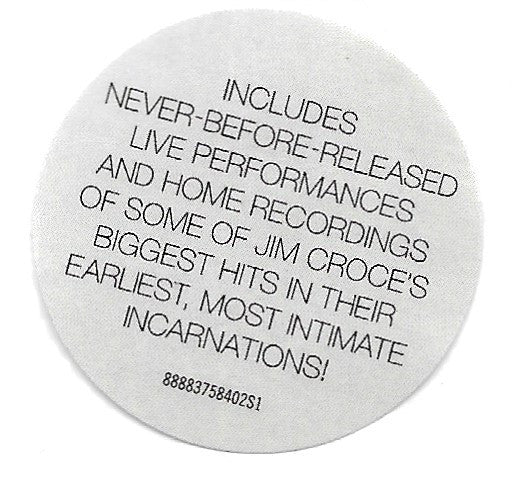 INCLUDES
NEVER-BEFORE-RELEASED
LIVE PERFORMANCES
AND HOME RECORDINGS
OF SOME OF JIM CROCE'S
BIGGEST HITS IN THEIR
EARLIEST, MOST INTIMATE
INCARNATIONS!
88883758402S1